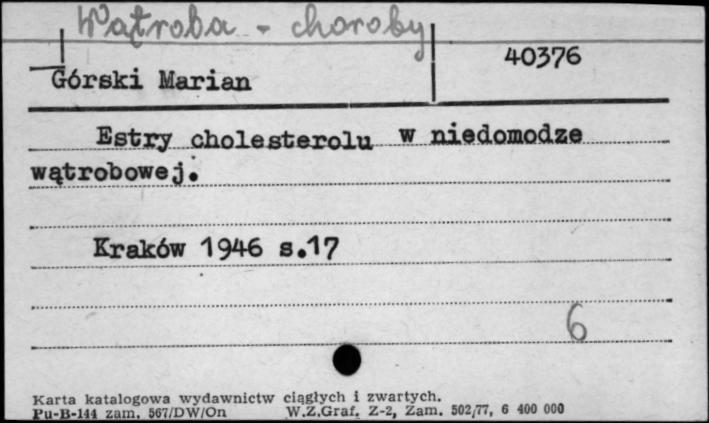 Wątroba - choroby
40376
Górski Marian
Estry cholesterolu w niedomodze
wątrobowej.
Kraków 1946 s.17
6
Karta katalogowa wydawnictw ciągłych i zwartych.
Pu-B-144 zam. 567/DW/On W.Z.Graf. Z-2, Zam. 502/77, 6 400 000